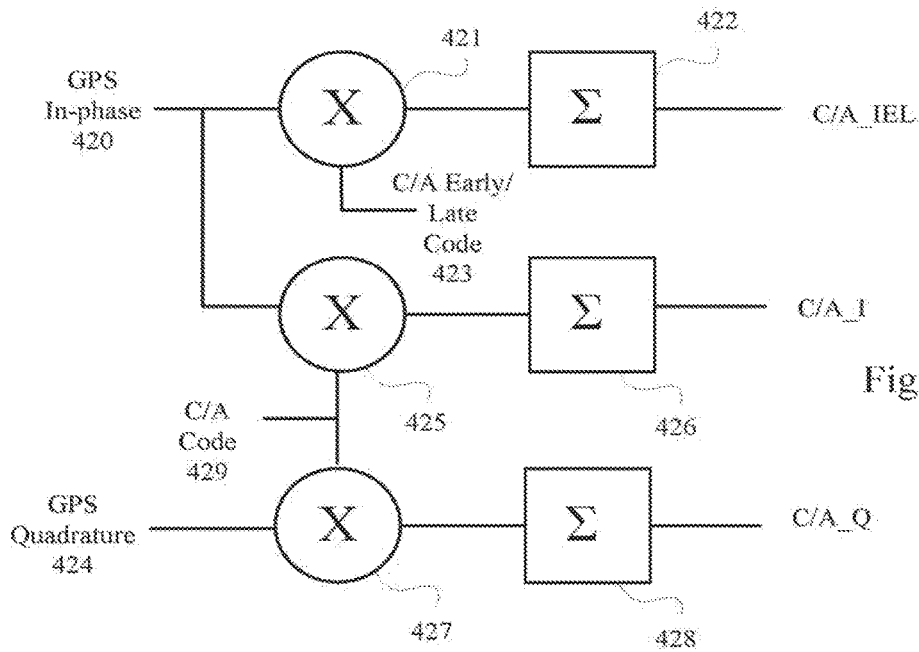 421
422
GPS
In-phase
420
X
Σ
C/A_IEL
C/A Early/
Late
Code
423
X
Σ
C/A_I
Fig
425
426
C/A
Code
429
GPS
Quadrature
424
X
Σ
C/A_Q
427
428